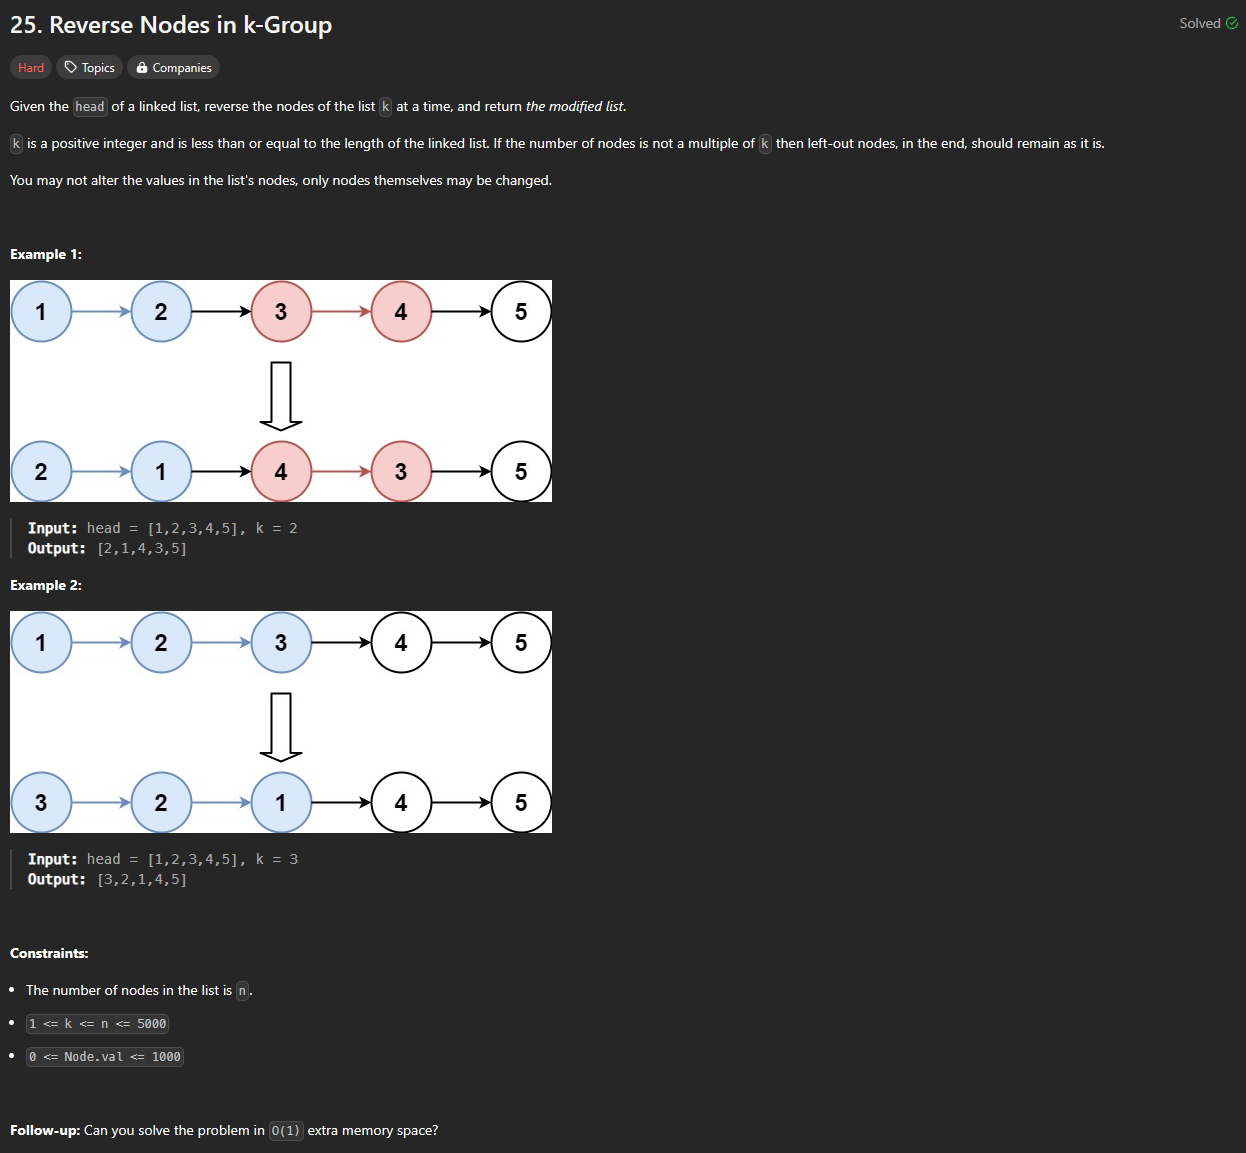 25. Reverse Nodes in k-Group
Solved
Hard Topics Companies
Given the head of a linked list, reverse the nodes of the list k at a time, and return the modified list.
k is a positive integer and is less than or equal to the length of the linked list. If the number of nodes is not a multiple of k then left-out nodes, in the end, should remain as it is.
You may not alter the values in the list's nodes, only nodes themselves may be changed.
Example 1:
1 2 3 4 5
2 1 4 3 5
Input: head = [1,2,3,4,5], k = 2
Output: [2,1,4,3,5]
Example 2:
1 2 3 4 5
3 2 1 4 5
Input: head = [1,2,3,4,5], k = 3
Output: [3,2,1,4,5]
Constraints:
• The number of nodes in the list is n.
• 1 <= k <= n <= 5000
• 0 <= Node.val <= 1000
Follow-up: Can you solve the problem in O(1) extra memory space?